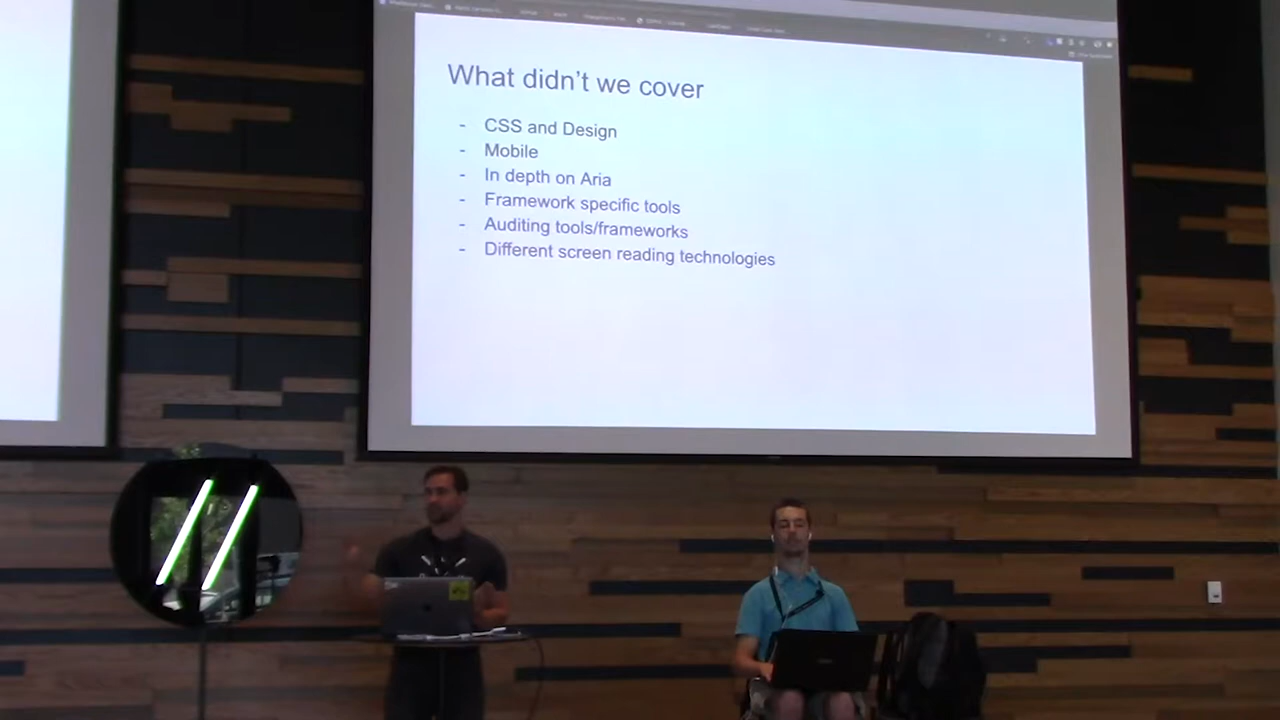 What didn't we cover
- CSS and Design
- Mobile
- In depth on Aria
- Framework specific tools
- Auditing tools/frameworks
- Different screen reading technologies